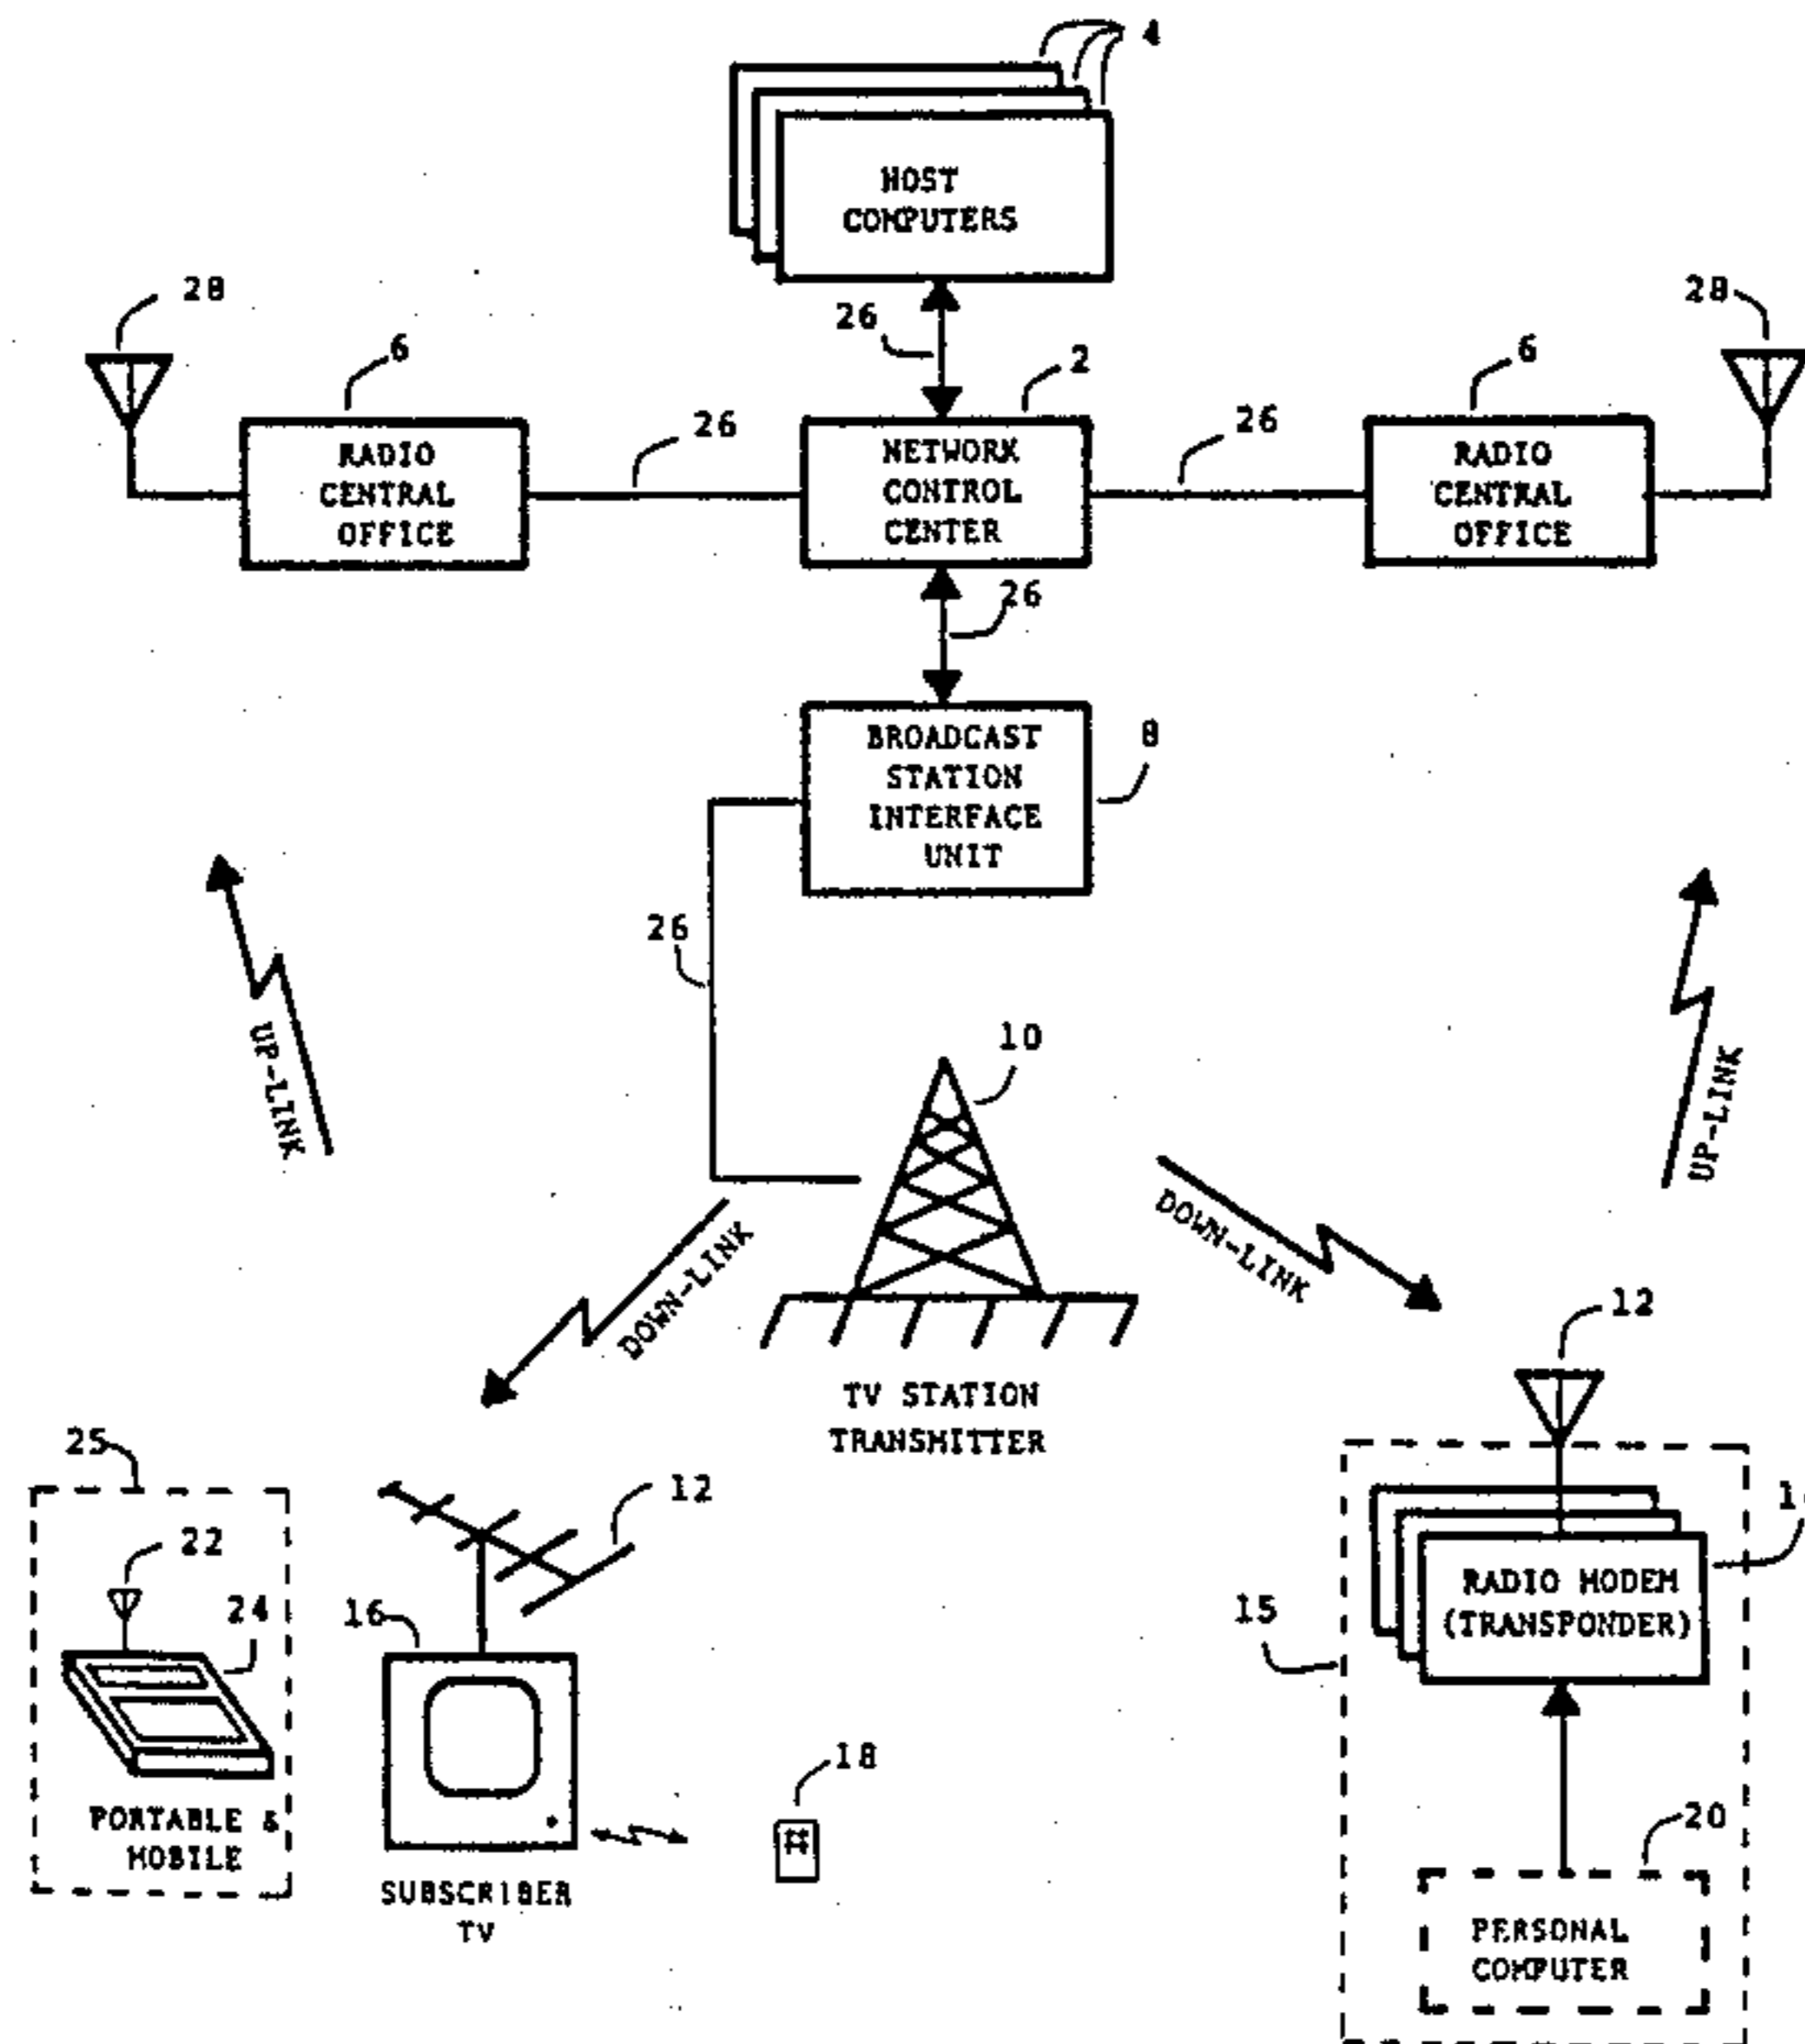 4
HOST
COMPUTERS
28
28
26
6
2
6
26
26
RADIO
CENTRAL
OFFICE
NETWORK
CONTROL
CENTER
RADIO
CENTRAL
OFFICE
26
BROADCAST
STATION
INTERFACE
UNIT
8
26
10
UP-LINK
UP-LINK
DOWN-LINK
DOWN-LINK
12
TV STATION
TRANSMITTER
25
12
22
24
16
15
RADIO MODEM
(TRANSPONDER)
18
20
PORTABLE &
MOBILE
SUBSCRIBER
TV
PERSONAL
COMPUTER